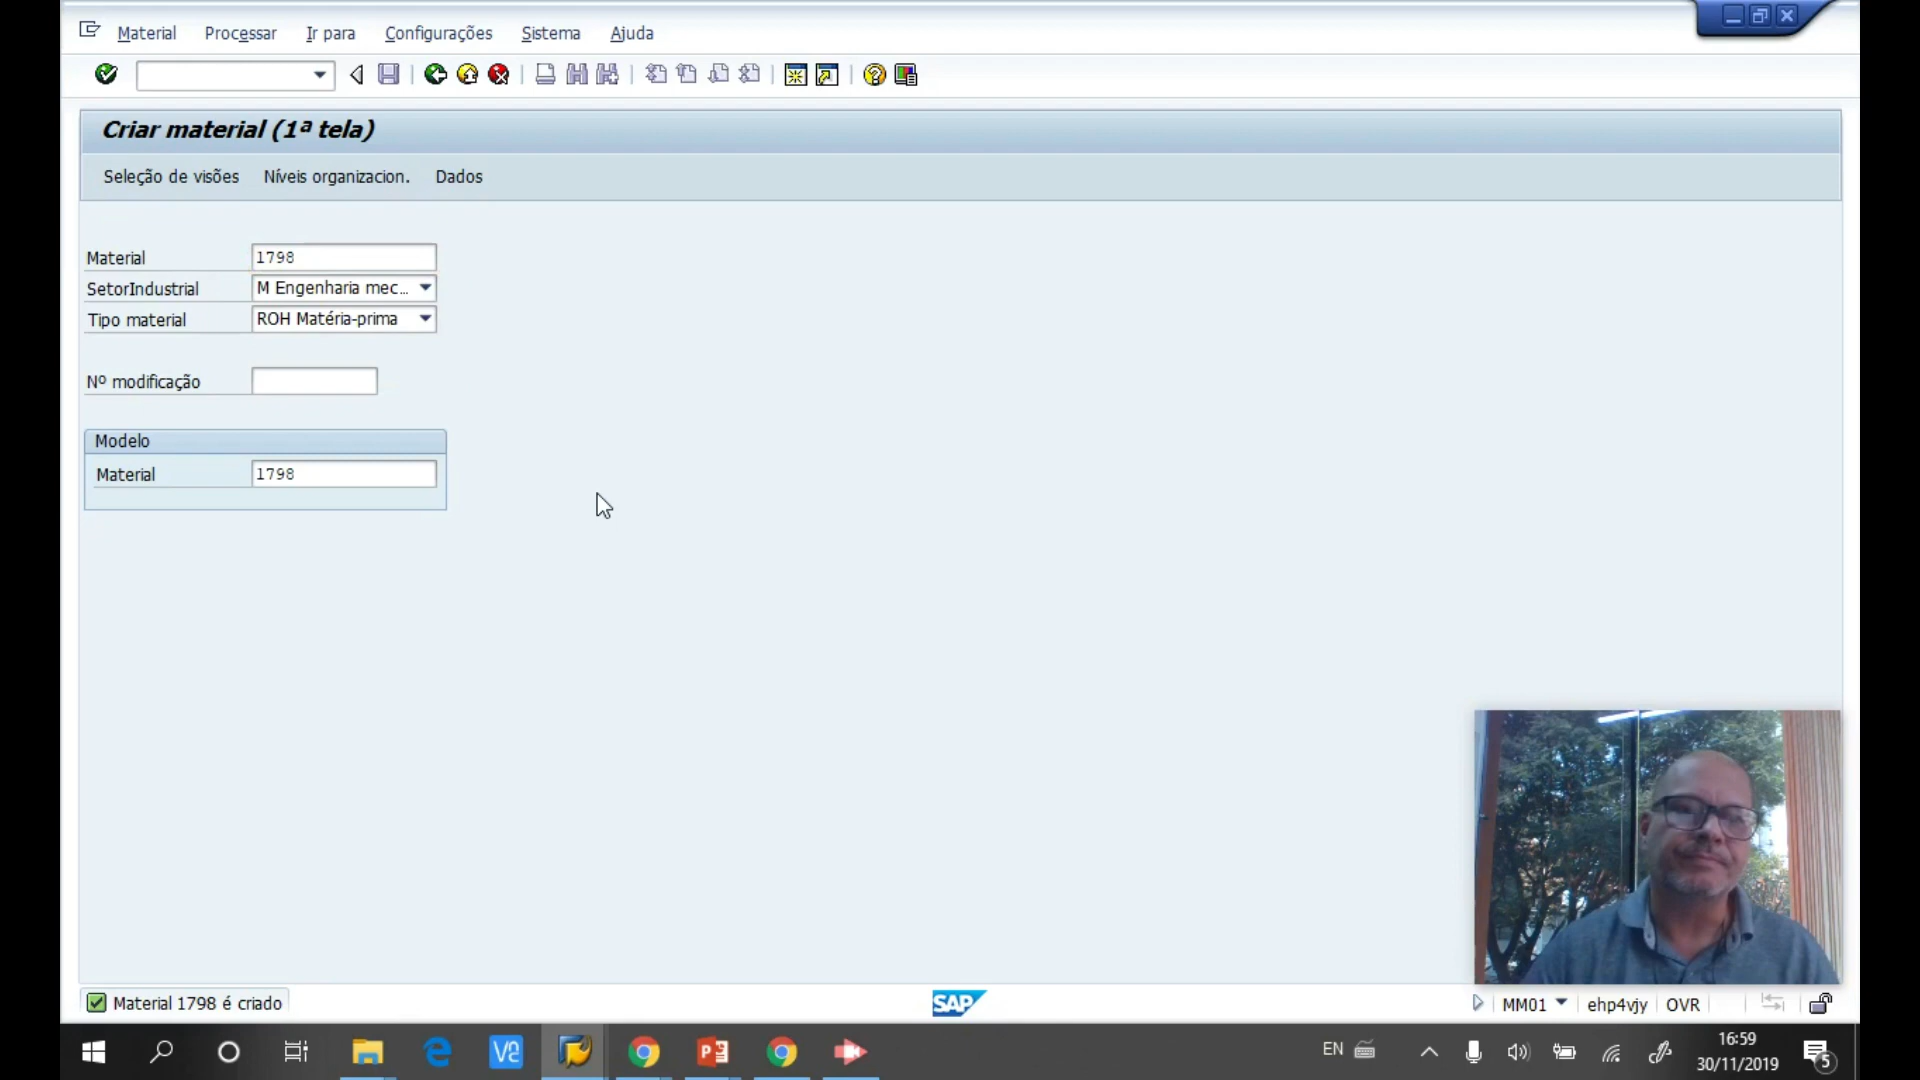 Material Processar Ir para Configurações Sistema Ajuda
Criar material (1ª tela)
Seleção de visões Níveis organizacion. Dados
Material 1798
SetorIndustrial M Engenharia mec...
Tipo material ROH Matéria-prima
Nº modificação
Modelo
Material 1798
Material 1798 é criado
SAP
MM01 ehp4vjy OVR
EN
16:59
30/11/2019
5